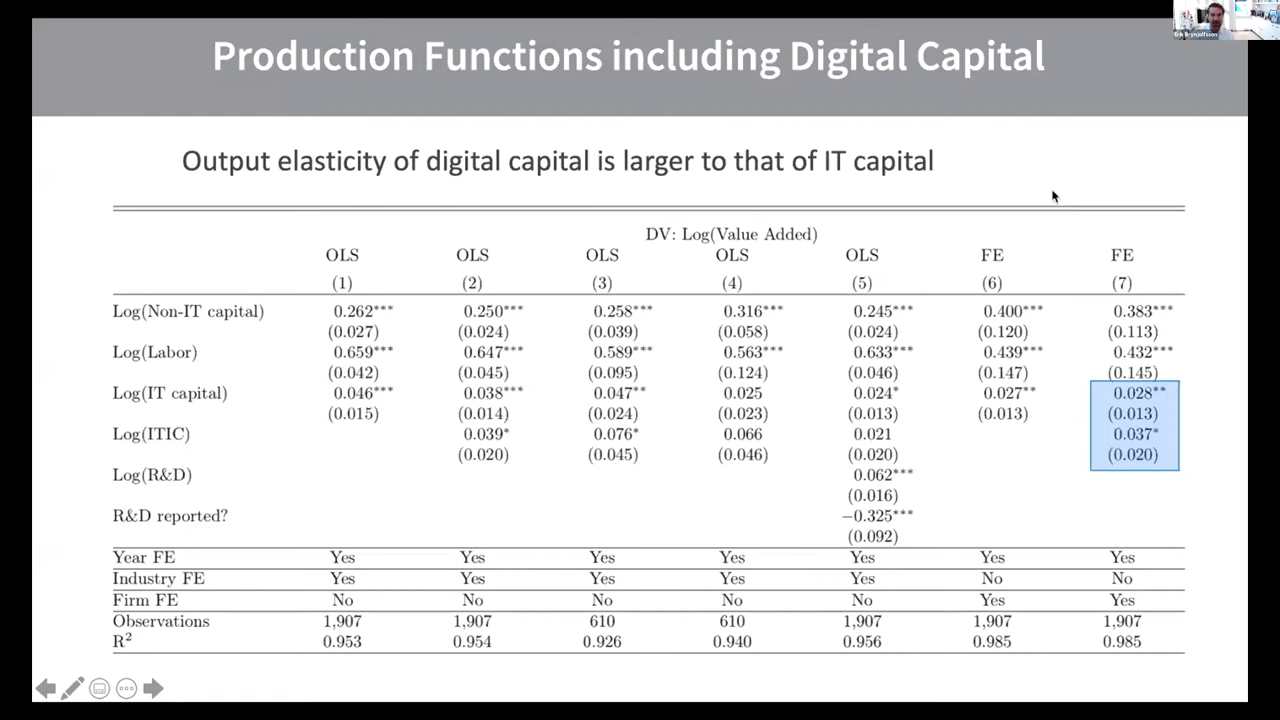 Erik Brynjolfsson
Production Functions including Digital Capital
Output elasticity of digital capital is larger to that of IT capital
DV: Log(Value Added)
OLS OLS OLS OLS OLS FE FE
(1) (2) (3) (4) (5) (6) (7)
Log(Non-IT capital) 0.262*** 0.250*** 0.258*** 0.316*** 0.245*** 0.400*** 0.383***
(0.027) (0.024) (0.039) (0.058) (0.024) (0.120) (0.113)
Log(Labor) 0.659*** 0.647*** 0.589*** 0.563*** 0.633*** 0.439*** 0.432***
(0.042) (0.045) (0.095) (0.124) (0.046) (0.147) (0.145)
Log(IT capital) 0.046*** 0.038*** 0.047** 0.025 0.024* 0.027** 0.028**
(0.015) (0.014) (0.024) (0.023) (0.013) (0.013) (0.013)
Log(ITIC) 0.039* 0.076* 0.066 0.021 0.037*
(0.020) (0.045) (0.046) (0.020) (0.020)
Log(R&D) 0.062***
(0.016)
R&D reported? −0.325***
(0.092)
Year FE Yes Yes Yes Yes Yes Yes Yes
Industry FE Yes Yes Yes Yes Yes No No
Firm FE No No No No No Yes Yes
Observations 1,907 1,907 610 610 1,907 1,907 1,907
R² 0.953 0.954 0.926 0.940 0.956 0.985 0.985